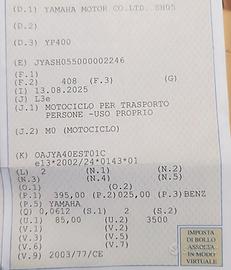 (D.1) YAMAHA MOTOR CO.LTD. SH05
(D.2)
(D.3) YP400
(E) JYASH055000002246
(F.1)
(F.2) 408 (F.3) (G)
(I) 13.08.2025
(J) L3e
(J.1) MOTOCICLO PER TRASPORTO
PERSONE -USO PROPRIO
(J.2) M0 (MOTOCICLO)
(K) OAJYA40EST01C
e13*2002/24*0143*01
(L) 2 (N.1) (N.2)
(N.3) (N.4) (N.5)
(O.1) (O.2)
(P.1) 395,00 (P.2)025,00 (P.3)BENZ
(P.5) YAMAHA
(Q) 0,0612 (S.1) 2 (S.2)
(U.1) 85,00 (U.2) 3500
(V.1) (V.2)
(V.3) (V.5)
(V.6) (V.7)
(V.9) 2003/77/CE
IMPOSTA
DI BOLLO
ASSOLTA
IN MODO
VIRTUALE